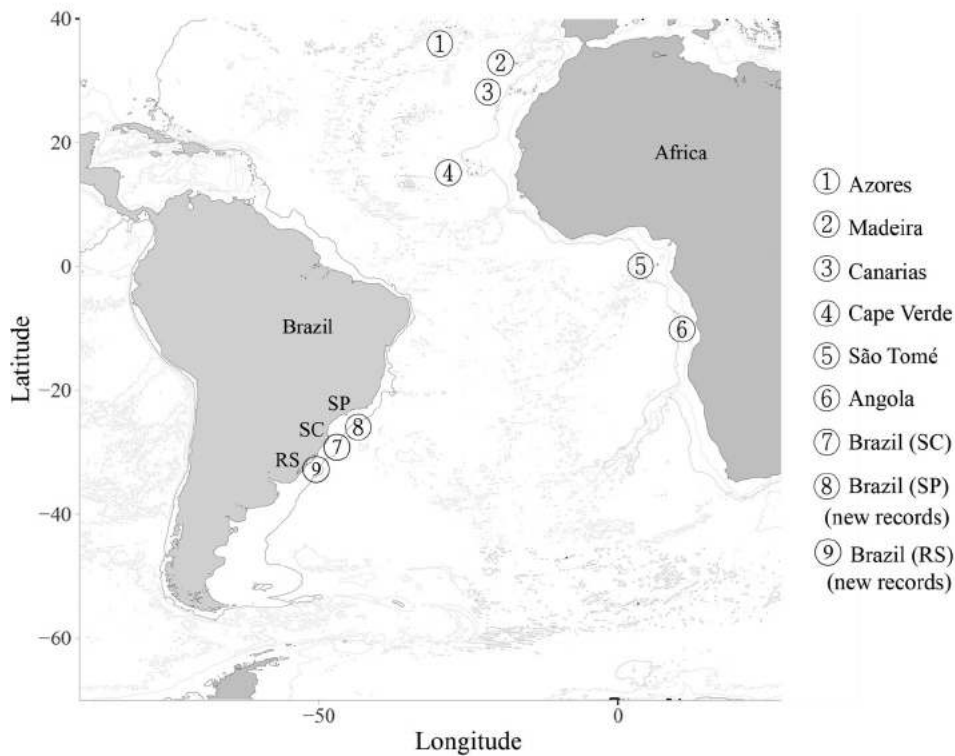 40
20
0
−20
−40
−60
Latitude
−50
0
Longitude
Africa
Brazil
SP
SC
RS
①
②
③
④
⑤
⑥
⑧
⑦
⑨
① Azores
② Madeira
③ Canarias
④ Cape Verde
⑤ São Tomé
⑥ Angola
⑦ Brazil (SC)
⑧ Brazil (SP)
(new records)
⑨ Brazil (RS)
(new records)